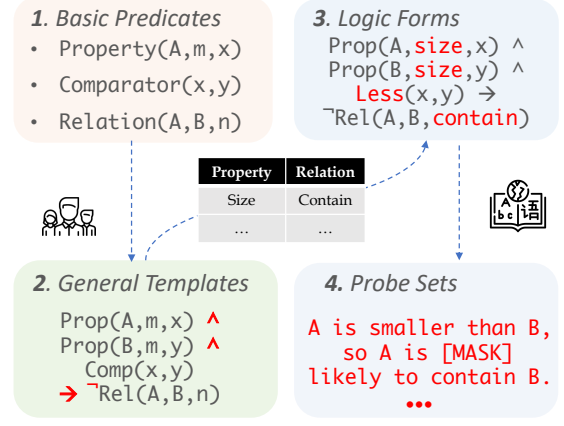 1. Basic Predicates
• Property(A,m,x)
• Comparator(x,y)
• Relation(A,B,n)
3. Logic Forms
Prop(A,size,x) ∧
Prop(B,size,y) ∧
Less(x,y) →
¬Rel(A,B,contain)
Property Relation
Size Contain
… …
A
b c 语
2. General Templates
Prop(A,m,x) ∧
Prop(B,m,y) ∧
Comp(x,y)
→ ¬Rel(A,B,n)
4. Probe Sets
A is smaller than B,
so A is [MASK]
likely to contain B.
•••